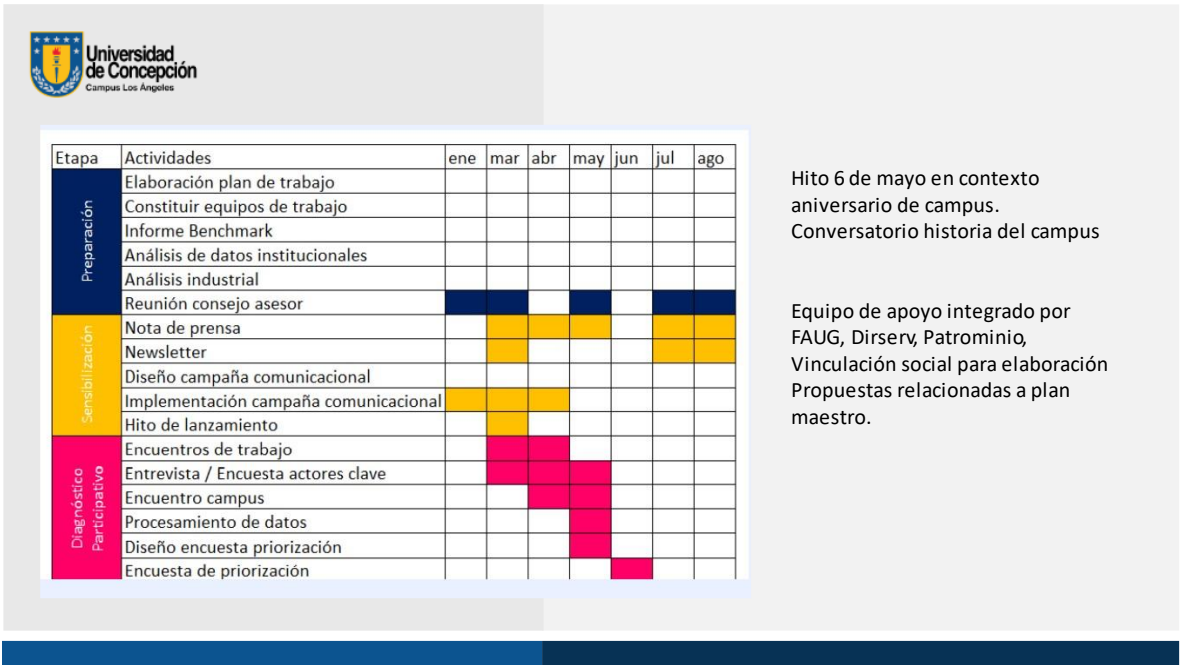 Universidad
de Concepción
Campus Los Angeles
Etapa Actividades ene mar abr may jun jul ago
Preparación
Elaboración plan de trabajo
Constituir equipos de trabajo
Informe Benchmark
Análisis de datos institucionales
Análisis industrial
Reunión consejo asesor
Sensibilización
Nota de prensa
Newsletter
Diseño campaña comunicacional
Implementación campaña comunicacional
Hito de lanzamiento
Diagnóstico
Participativo
Encuentros de trabajo
Entrevista / Encuesta actores clave
Encuentro campus
Procesamiento de datos
Diseño encuesta priorización
Encuesta de priorización
Hito 6 de mayo en contexto
aniversario de campus.
Conversatorio historia del campus
Equipo de apoyo integrado por
FAUG, Dirserv, Patrominio,
Vinculación social para elaboración
Propuestas relacionadas a plan
maestro.